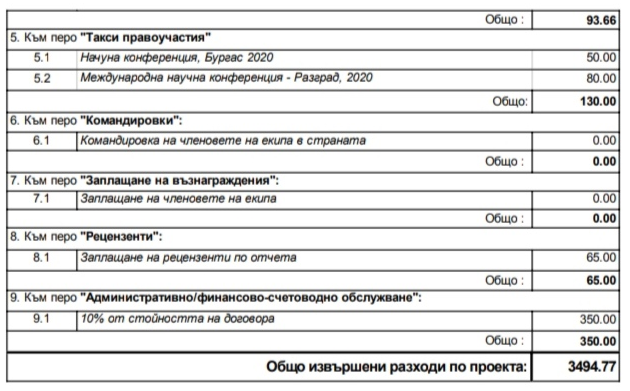 Общо : 93.66
5. Към перо "Такси правоучастия"
5.1 Начуна конференция, Бургас 2020 50.00
5.2 Международна научна конференция - Разград, 2020 80.00
Общо: 130.00
6. Към перо "Командировки":
6.1 Командировка на членовете на екипа в страната 0.00
Общо : 0.00
7. Към перо "Заплащане на възнаграждения":
7.1 Заплащане на членовете на екипа 0.00
Общо : 0.00
8. Към перо "Рецензенти":
8.1 Заплащане на рецензенти по отчета 65.00
Общо : 65.00
9. Към перо "Административно/финансово-счетоводно обслужване":
9.1 10% от стойността на договора 350.00
Общо : 350.00
Общо извършени разходи по проекта: 3494.77